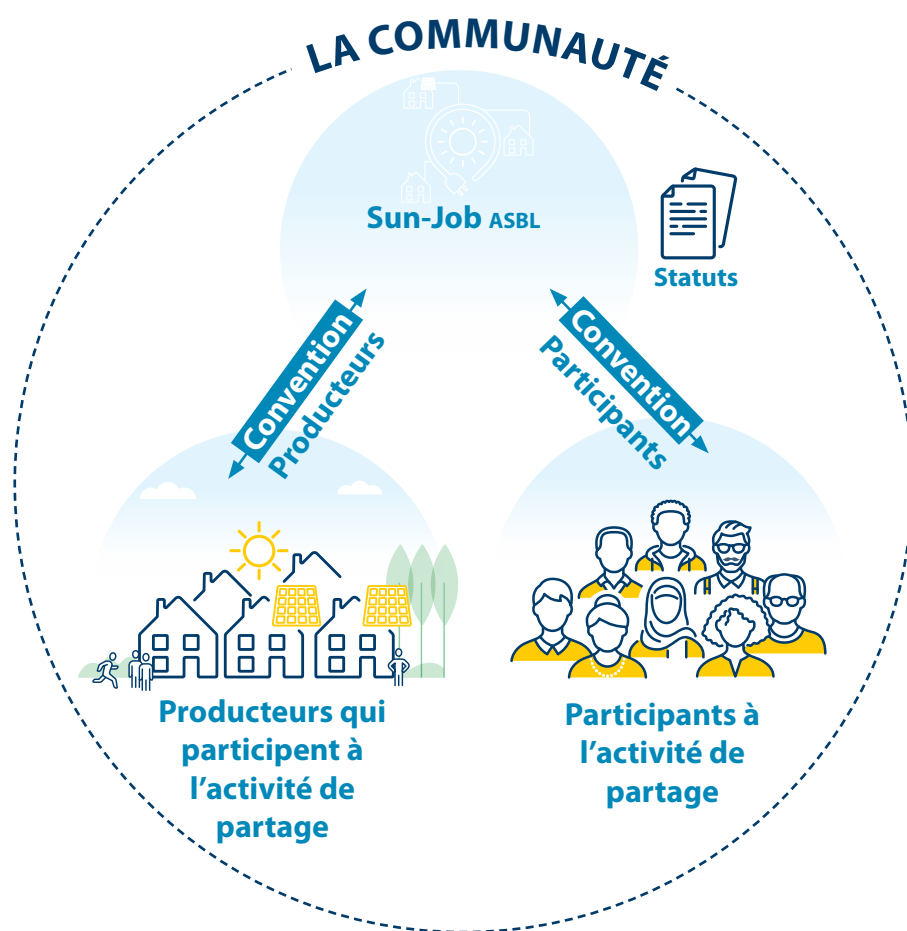 LA COMMUNAUTÉ
Sun-Job ASBL
Statuts
Convention
Producteurs
Convention
Participants
Producteurs qui
participent à
l’activité de
partage
Participants à
l’activité de
partage